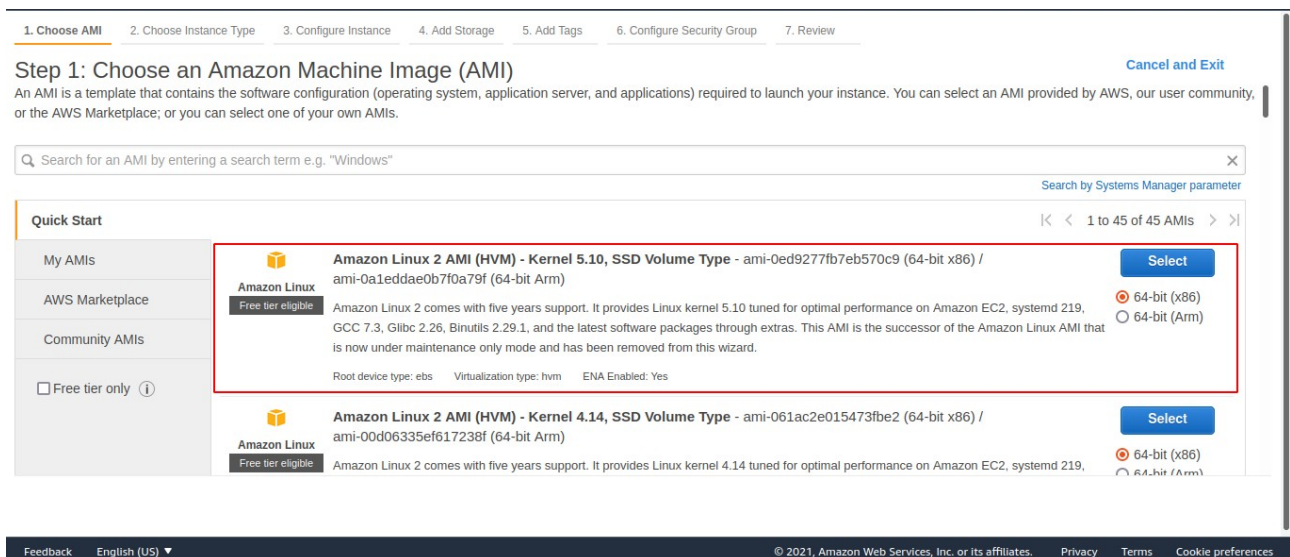 1. Choose AMI 2. Choose Instance Type 3. Configure Instance 4. Add Storage 5. Add Tags 6. Configure Security Group 7. Review
Step 1: Choose an Amazon Machine Image (AMI)
Cancel and Exit
An AMI is a template that contains the software configuration (operating system, application server, and applications) required to launch your instance. You can select an AMI provided by AWS, our user community,
or the AWS Marketplace; or you can select one of your own AMIs.
Search for an AMI by entering a search term e.g. "Windows"
Search by Systems Manager parameter
Quick Start
1 to 45 of 45 AMIs
My AMIs
AWS Marketplace
Community AMIs
Free tier only
Amazon Linux
Free tier eligible
Amazon Linux 2 AMI (HVM) - Kernel 5.10, SSD Volume Type - ami-0ed9277fb7eb570c9 (64-bit x86) /
ami-0a1eddae0b7f0a79f (64-bit Arm)
Amazon Linux 2 comes with five years support. It provides Linux kernel 5.10 tuned for optimal performance on Amazon EC2, systemd 219,
GCC 7.3, Glibc 2.26, Binutils 2.29.1, and the latest software packages through extras. This AMI is the successor of the Amazon Linux AMI that
is now under maintenance only mode and has been removed from this wizard.
Root device type: ebs Virtualization type: hvm ENA Enabled: Yes
Select
64-bit (x86)
64-bit (Arm)
Amazon Linux
Free tier eligible
Amazon Linux 2 AMI (HVM) - Kernel 4.14, SSD Volume Type - ami-061ac2e015473fbe2 (64-bit x86) /
ami-00d06335ef617238f (64-bit Arm)
Amazon Linux 2 comes with five years support. It provides Linux kernel 4.14 tuned for optimal performance on Amazon EC2, systemd 219,
Select
64-bit (x86)
64-bit (Arm)
Feedback English (US) © 2021, Amazon Web Services, Inc. or its affiliates. Privacy Terms Cookie preferences